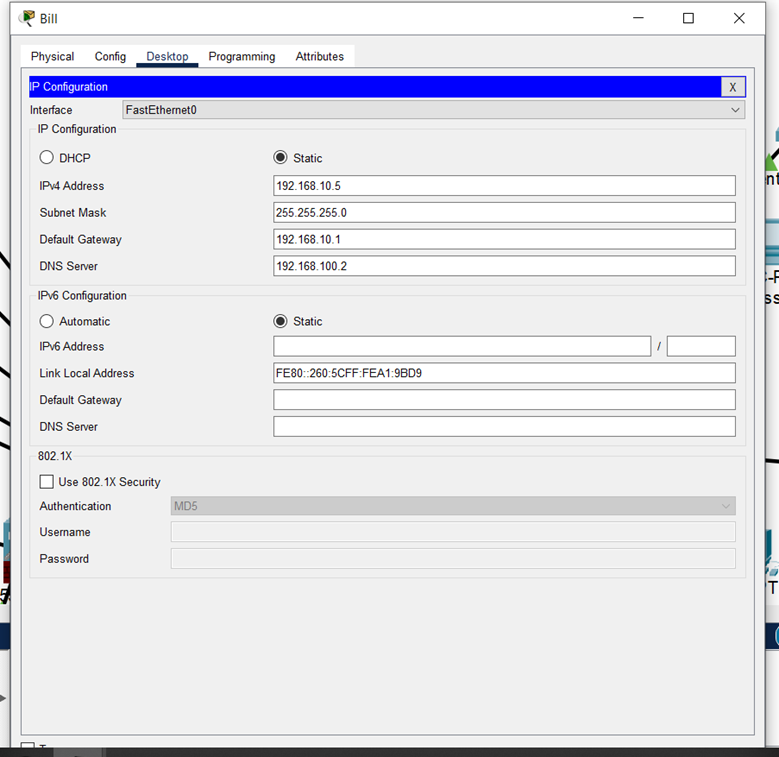 Bill
Physical Config Desktop Programming Attributes
IP Configuration X
Interface FastEthernet0
IP Configuration
DHCP Static
IPv4 Address 192.168.10.5
Subnet Mask 255.255.255.0
Default Gateway 192.168.10.1
DNS Server 192.168.100.2
IPv6 Configuration
Automatic Static
IPv6 Address /
Link Local Address FE80::260:5CFF:FEA1:9BD9
Default Gateway
DNS Server
802.1X
Use 802.1X Security
Authentication MD5
Username
Password